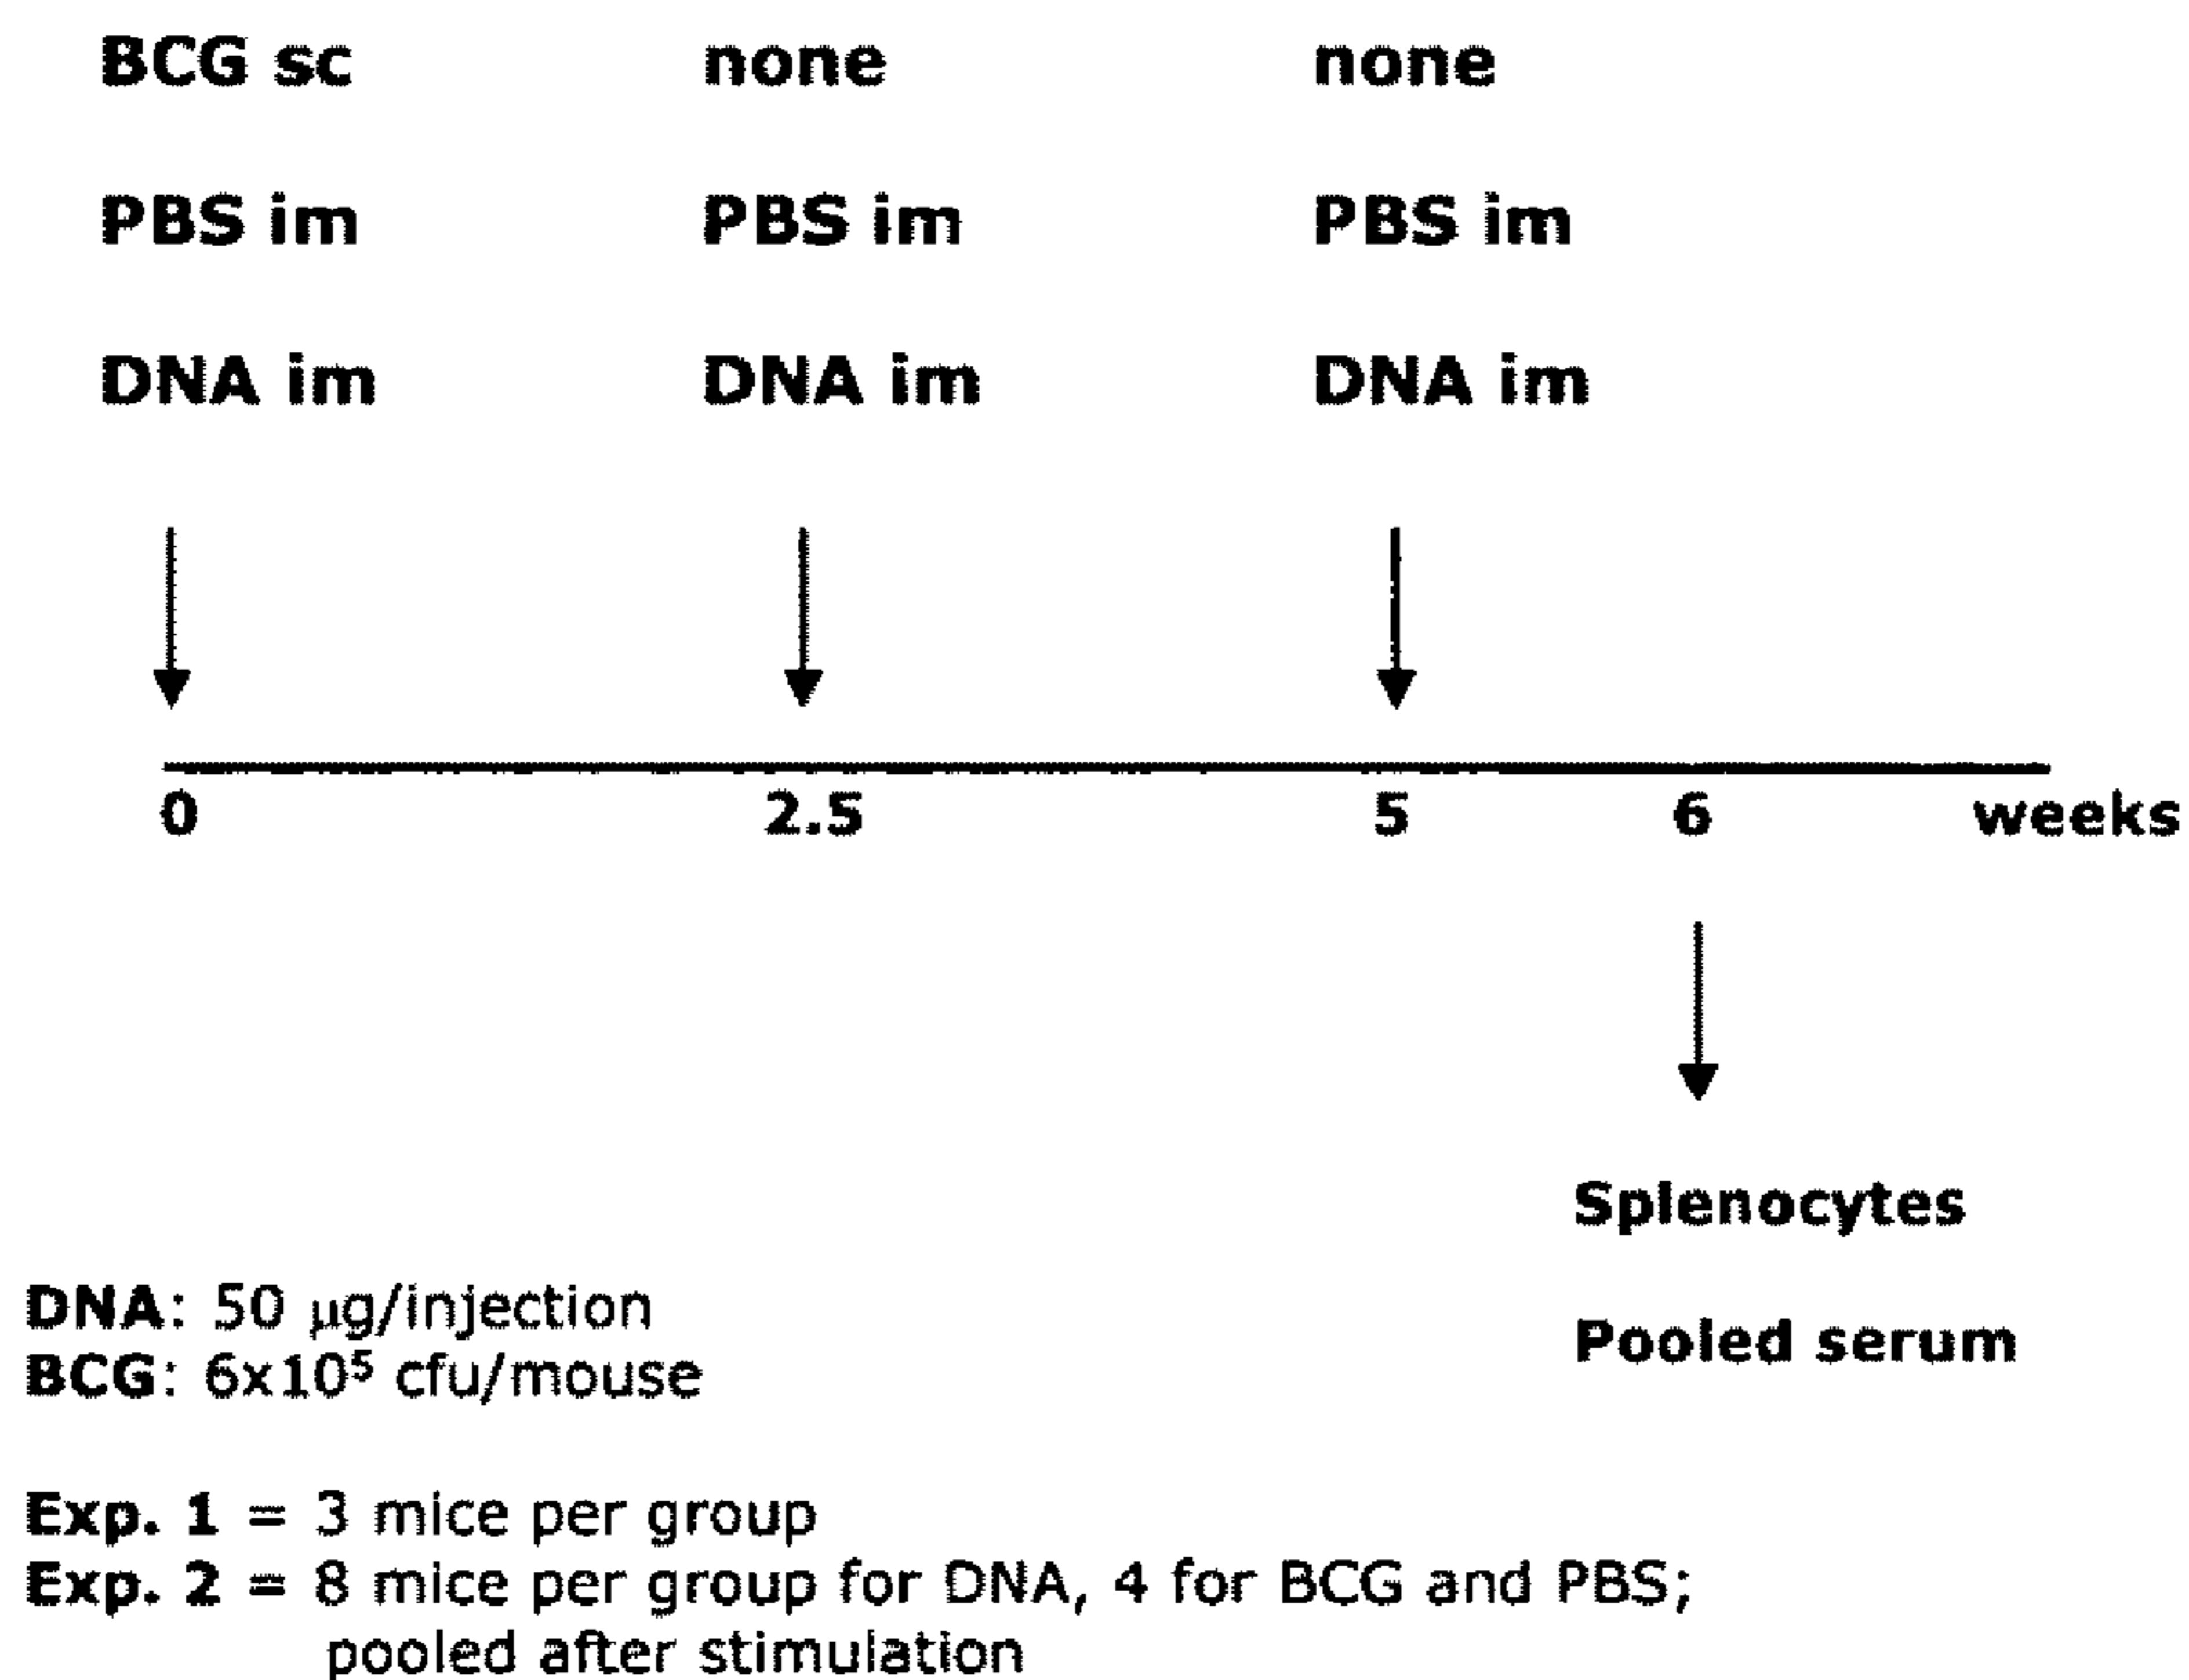 BCG sc none none
PBS im PBS im PBS im
DNA im DNA im DNA im
0 2.5 5 6 weeks
Splenocytes
Pooled serum
DNA: 50 µg/injection
BCG: 6x10⁵ cfu/mouse
Exp. 1 = 3 mice per group
Exp. 2 = 8 mice per group for DNA, 4 for BCG and PBS;
pooled after stimulation